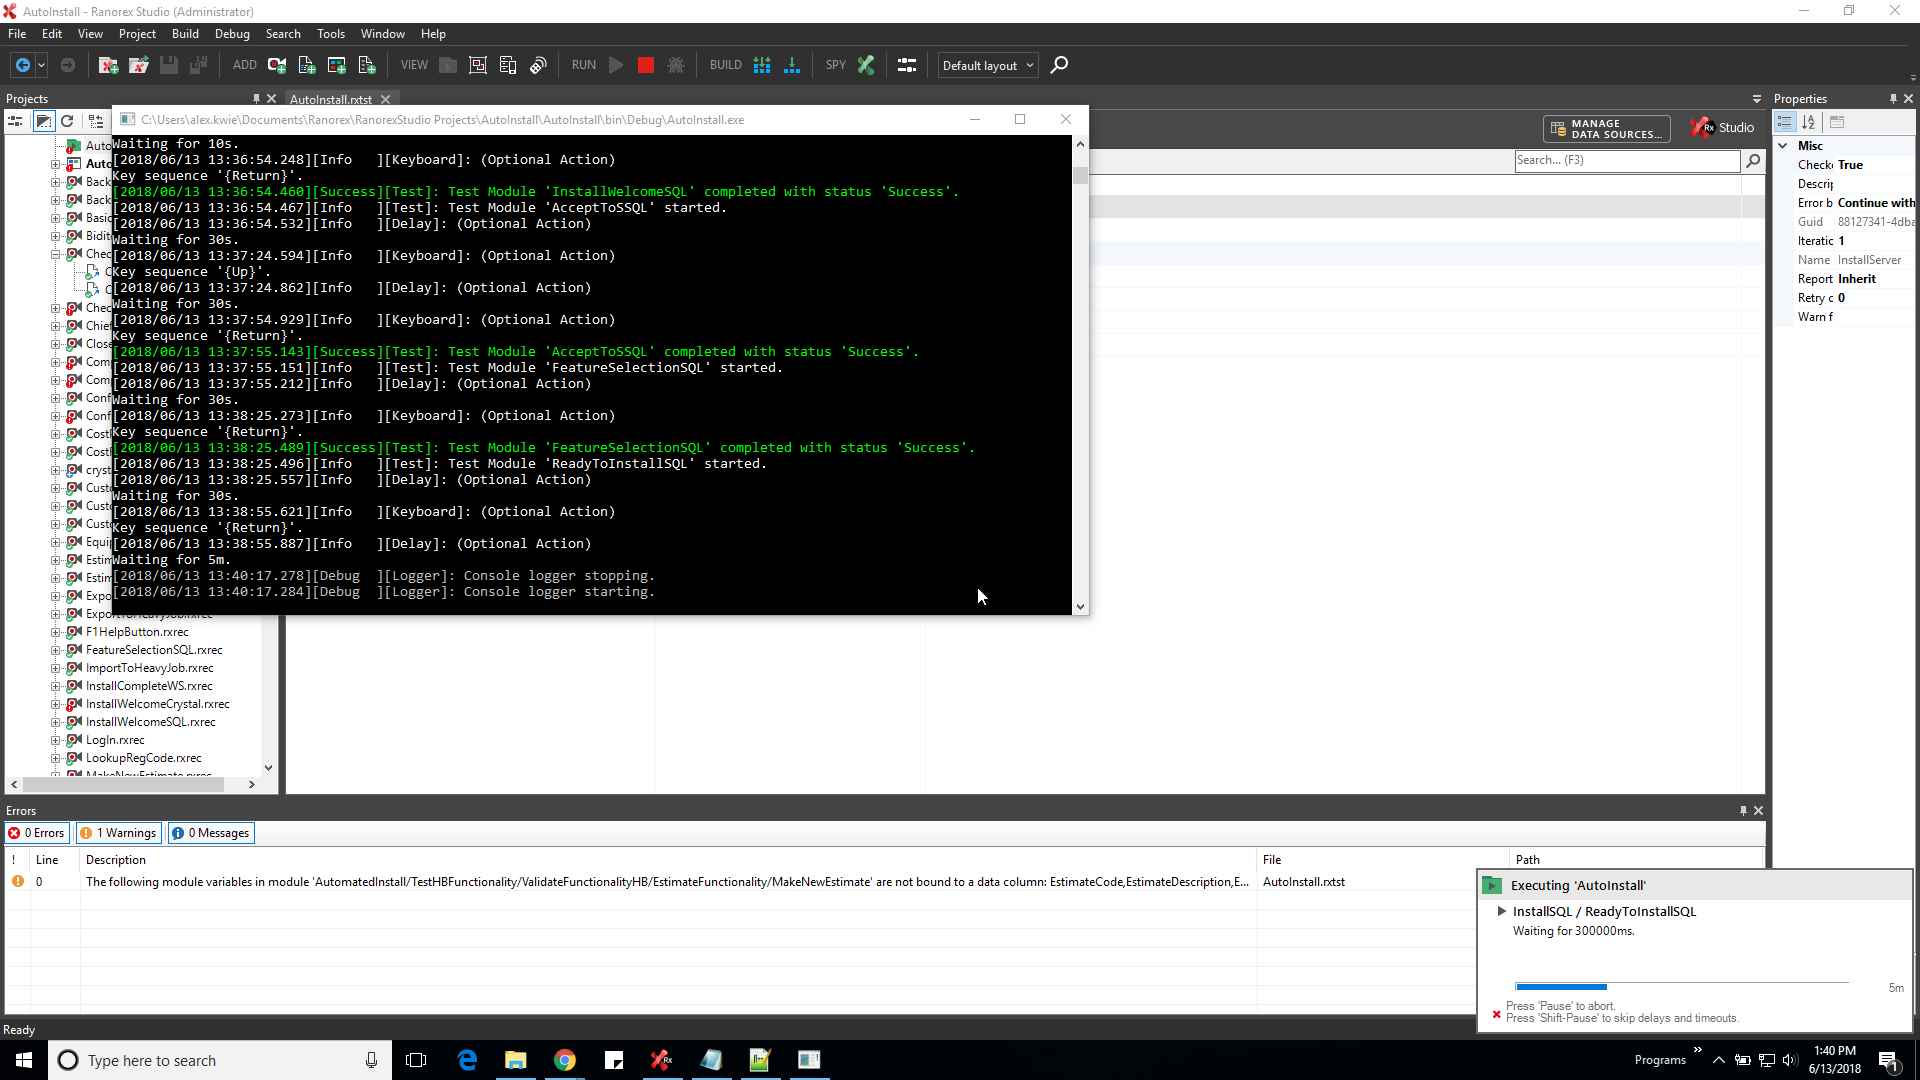 AutoInstall - Ranorex Studio (Administrator)
File Edit View Project Build Debug Search Tools Window Help
ADD VIEW RUN BUILD SPY Default layout
Projects
AutoInstall.rxtst
Properties
C:\Users\alex.kwie\Documents\Ranorex\RanorexStudio Projects\AutoInstall\AutoInstall\bin\Debug\AutoInstall.exe
MANAGE
DATA SOURCES...
Rx Studio
Search... (F3)
Waiting for 10s.
[2018/06/13 13:36:54.248][Info   ][Keyboard]: (Optional Action)
Key sequence '{Return}'.
[2018/06/13 13:36:54.460][Success][Test]: Test Module 'InstallWelcomeSQL' completed with status 'Success'.
[2018/06/13 13:36:54.467][Info   ][Test]: Test Module 'AcceptToSSQL' started.
[2018/06/13 13:36:54.532][Info   ][Delay]: (Optional Action)
Waiting for 30s.
[2018/06/13 13:37:24.594][Info   ][Keyboard]: (Optional Action)
Key sequence '{Up}'.
[2018/06/13 13:37:24.862][Info   ][Delay]: (Optional Action)
Waiting for 30s.
[2018/06/13 13:37:54.929][Info   ][Keyboard]: (Optional Action)
Key sequence '{Return}'.
[2018/06/13 13:37:55.143][Success][Test]: Test Module 'AcceptToSSQL' completed with status 'Success'.
[2018/06/13 13:37:55.151][Info   ][Test]: Test Module 'FeatureSelectionSQL' started.
[2018/06/13 13:37:55.212][Info   ][Delay]: (Optional Action)
Waiting for 30s.
[2018/06/13 13:38:25.273][Info   ][Keyboard]: (Optional Action)
Key sequence '{Return}'.
[2018/06/13 13:38:25.489][Success][Test]: Test Module 'FeatureSelectionSQL' completed with status 'Success'.
[2018/06/13 13:38:25.496][Info   ][Test]: Test Module 'ReadyToInstallSQL' started.
[2018/06/13 13:38:25.557][Info   ][Delay]: (Optional Action)
Waiting for 30s.
[2018/06/13 13:38:55.621][Info   ][Keyboard]: (Optional Action)
Key sequence '{Return}'.
[2018/06/13 13:38:55.887][Info   ][Delay]: (Optional Action)
Waiting for 5m.
[2018/06/13 13:40:17.278][Debug  ][Logger]: Console logger stopping.
[2018/06/13 13:40:17.284][Debug  ][Logger]: Console logger starting.
Auto
Auto
Back
Back
Basic
Bidit
Chec
C
C
Chec
Chief
Close
Com
Com
Conf
Conf
Cost
Cost
cryst
Custo
Custo
Custo
Equip
Estim
Estim
Expo
F1HelpButton.rxrec
FeatureSelectionSQL.rxrec
ImportToHeavyJob.rxrec
InstallCompleteWS.rxrec
InstallWelcomeCrystal.rxrec
InstallWelcomeSQL.rxrec
LogIn.rxrec
LookupRegCode.rxrec
MakeNewEstimate.rxrec
Misc
Checke True
Descrip
Error b Continue with
Guid 88127341-4dba
Iteratic 1
Name InstallServer
Report Inherit
Retry c 0
Warn f
Errors
0 Errors 1 Warnings 0 Messages
! Line Description File Path
0 The following module variables in module 'AutomatedInstall/TestHBFunctionality/ValidateFunctionalityHB/EstimateFunctionality/MakeNewEstimate' are not bound to a data column: EstimateCode,EstimateDescription,E... AutoInstall.rxtst
Executing 'AutoInstall'
InstallSQL / ReadyToInstallSQL
Waiting for 300000ms.
5m
Press 'Pause' to abort.
Press 'Shift-Pause' to skip delays and timeouts.
Ready
Type here to search
Programs
1:40 PM
6/13/2018
1